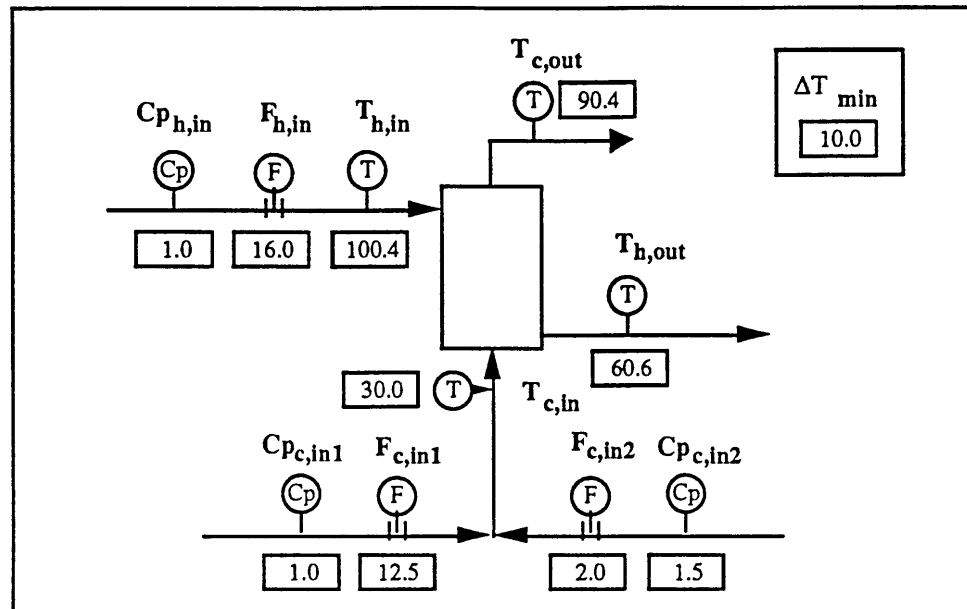 T c,out
T 90.4
ΔT min
10.0
Cp h,in F h,in T h,in
Cp F T
1.0 16.0 100.4
T h,out
T
60.6
30.0 T T c,in
Cp c,in1 F c,in1 F c,in2 Cp c,in2
Cp F F Cp
1.0 12.5 2.0 1.5